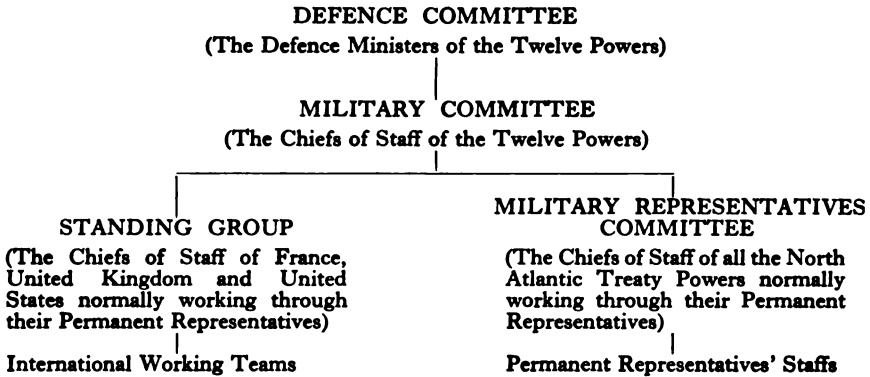 DEFENCE COMMITTEE
(The Defence Ministers of the Twelve Powers)
MILITARY COMMITTEE
(The Chiefs of Staff of the Twelve Powers)
STANDING GROUP
(The Chiefs of Staff of France,
United Kingdom and United
States normally working through
their Permanent Representatives)
International Working Teams
MILITARY REPRESENTATIVES
COMMITTEE
(The Chiefs of Staff of all the North
Atlantic Treaty Powers normally
working through their Permanent
Representatives)
Permanent Representatives' Staffs